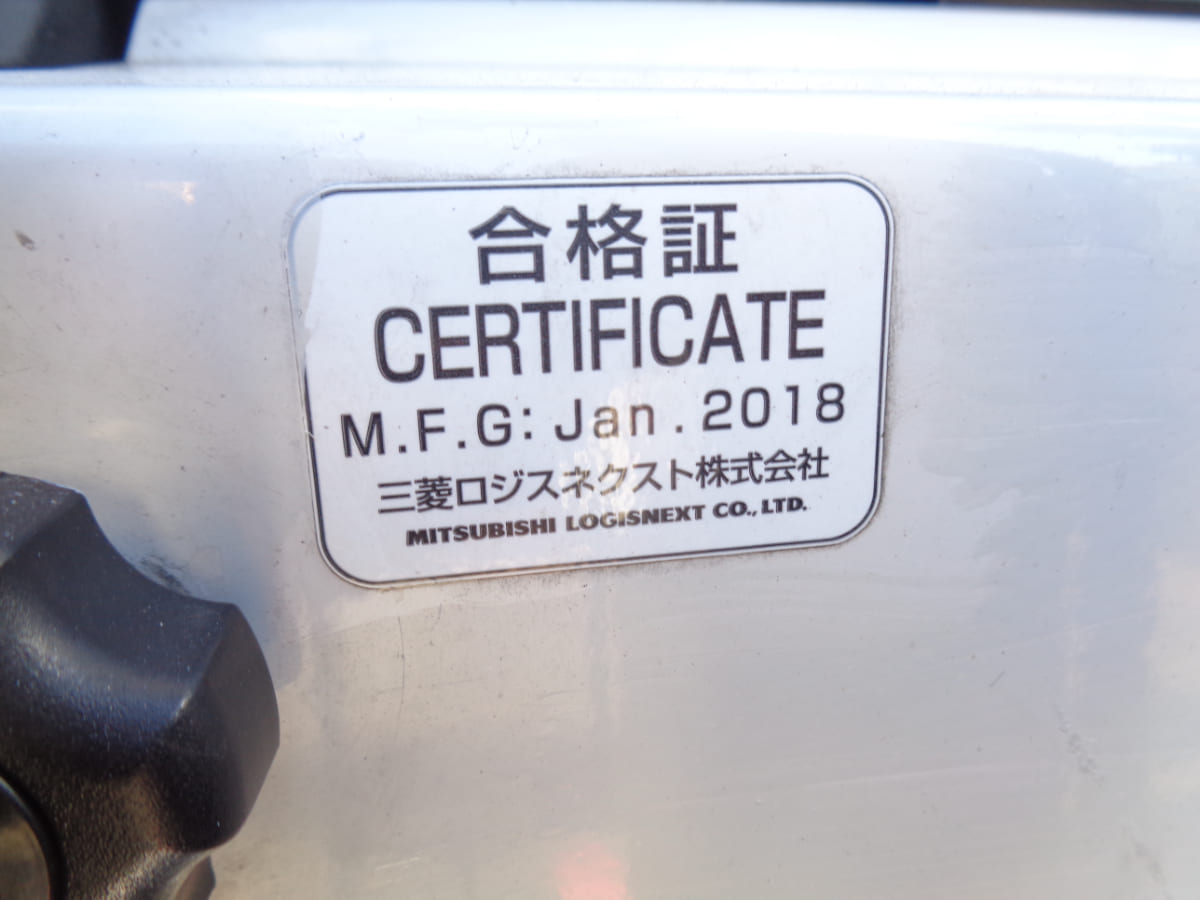 合格証
CERTIFICATE
M.F.G: Jan. 2018
三菱ロジスネクスト株式会社
MITSUBISHI LOGISNEXT CO., LTD.